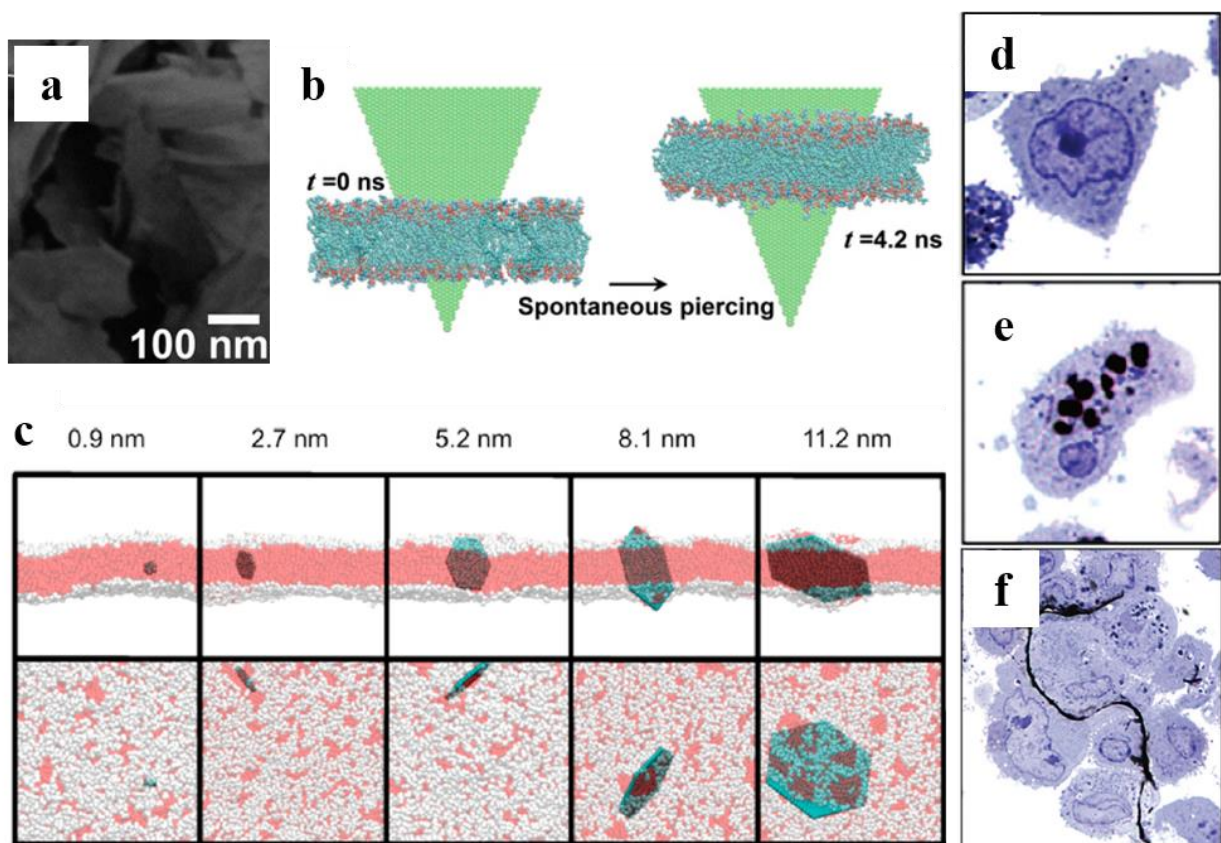 a
100 nm
b
t =0 ns
t =4.2 ns
Spontaneous piercing
c
0.9 nm
2.7 nm
5.2 nm
8.1 nm
11.2 nm
d
e
f